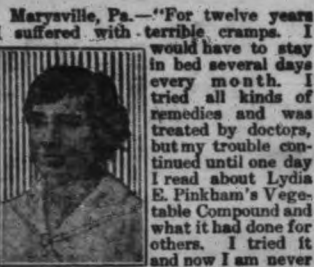 Marysville, Pa.—"For twelve years
I suffered with terrible cramps. I
would have to stay
in bed several days
every month. I
tried all kinds of
remedies and was
treated by doctors,
but my trouble con-
tinued until one day
I read about Lydia
E. Pinkham's Vege-
table Compound and
what it had done for
others. I tried it
and now I am never